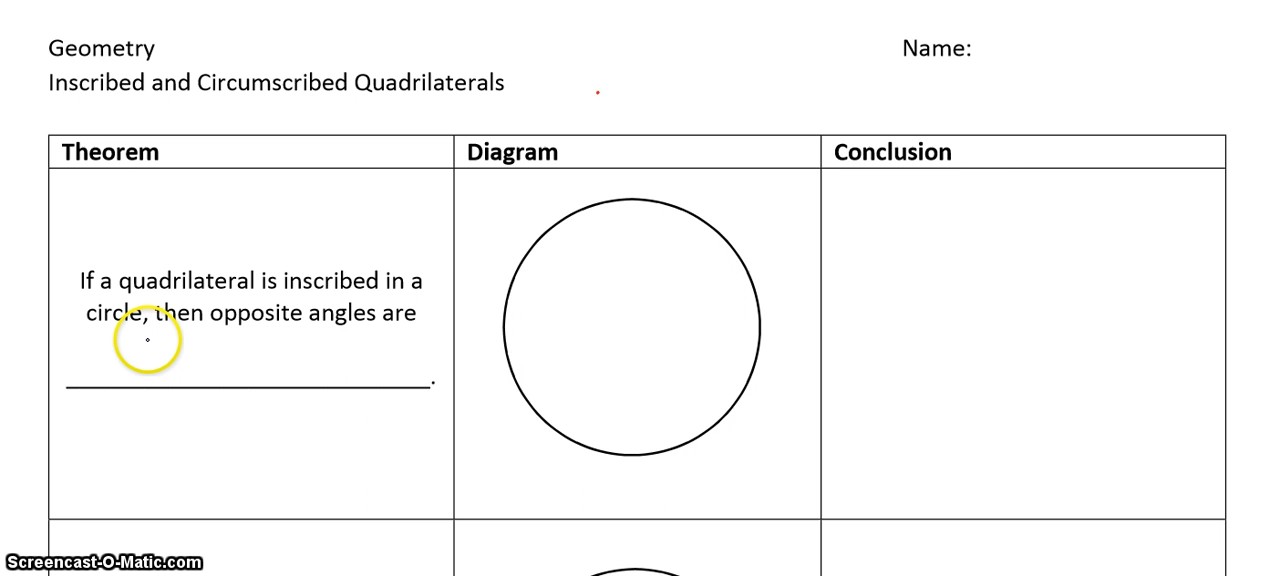 Geometry
Name:
Inscribed and Circumscribed Quadrilaterals
Theorem
Diagram
Conclusion
If a quadrilateral is inscribed in a
circle, then opposite angles are
.
Screencast-O-Matic.com